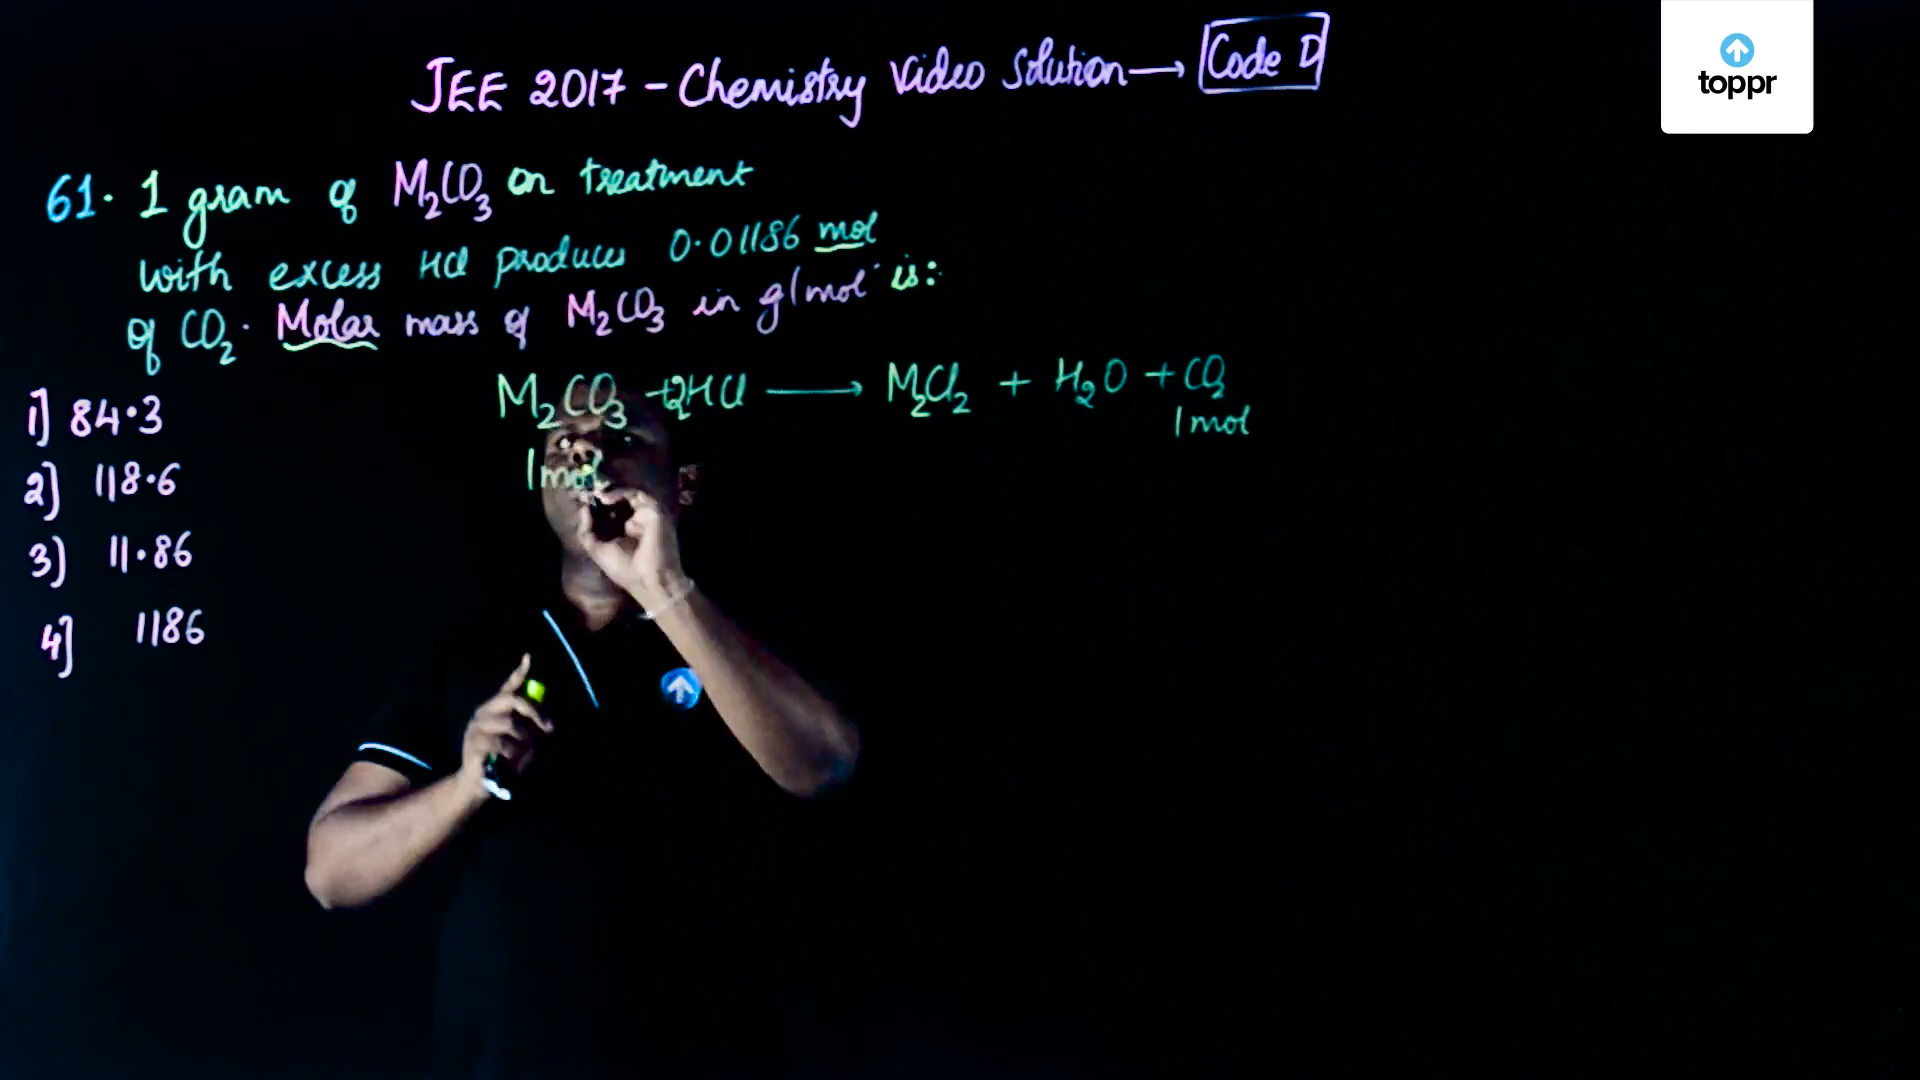 JEE 2017 - Chemistry Video Solution → Code D
toppr
61. 1 gram of M₂CO₃ on treatment
with excess HCl produces 0.01186 mol
of CO₂. Molar mass of M₂CO₃ in g/mol is:
M₂CO₃ + 2HCl → M₂Cl₂ + H₂O + CO₂
1 mol
1 mol
1] 84.3
2] 118.6
3] 11.86
4] 1186